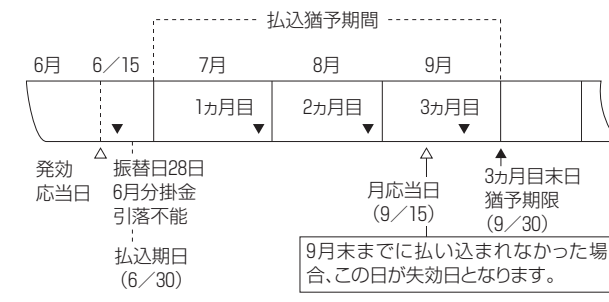 払込猶予期間
6月 6／15 7月 8月 9月
1ヵ月目 2ヵ月目 3ヵ月目
発効
応当日
振替日28日
6月分掛金
引落不能
払込期日
（6／30）
月応当日
（9／15）
3ヵ月目末日
猶予期限
（9／30）
9月末までに払い込まれなかった場
合、この日が失効日となります。